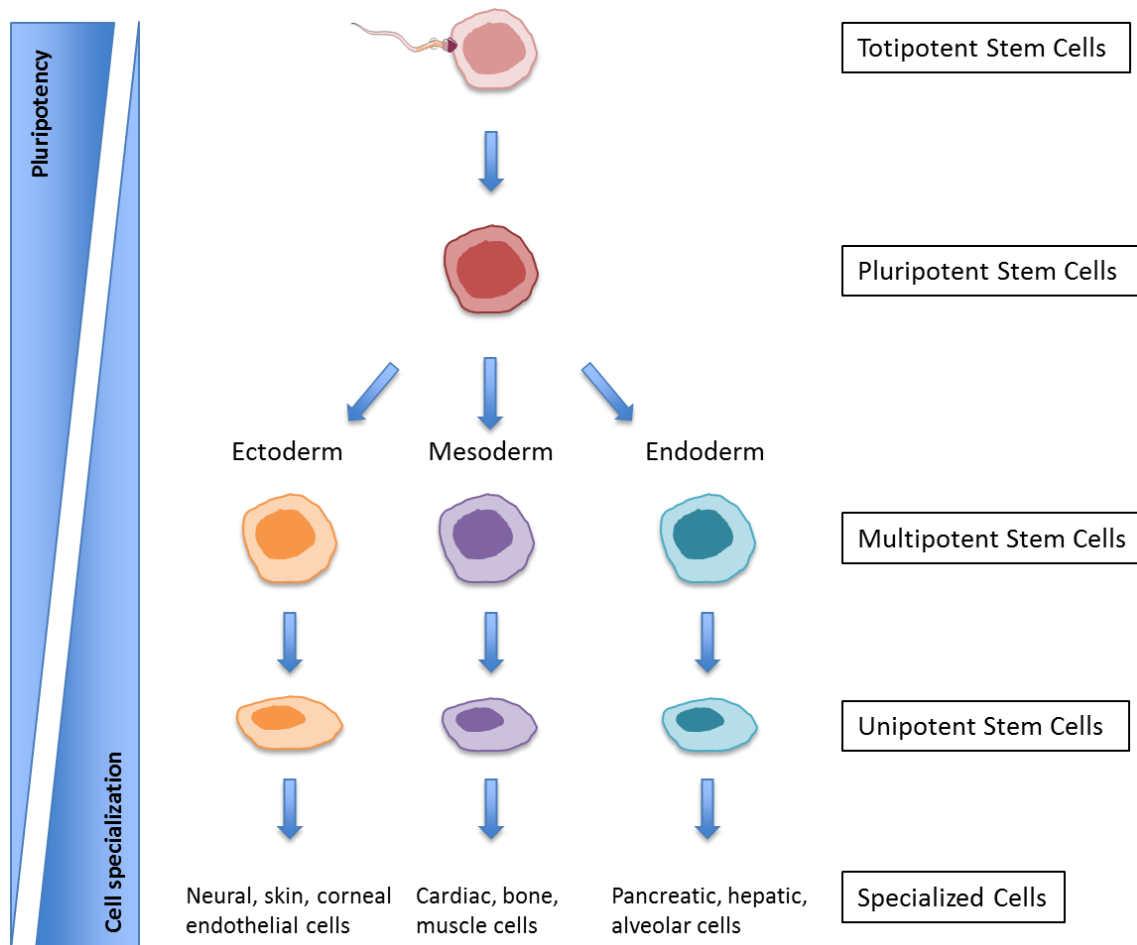 Pluripotency
Cell specialization
Totipotent Stem Cells
Pluripotent Stem Cells
Ectoderm
Mesoderm
Endoderm
Multipotent Stem Cells
Unipotent Stem Cells
Neural, skin, corneal
endothelial cells
Cardiac, bone,
muscle cells
Pancreatic, hepatic,
alveolar cells
Specialized Cells